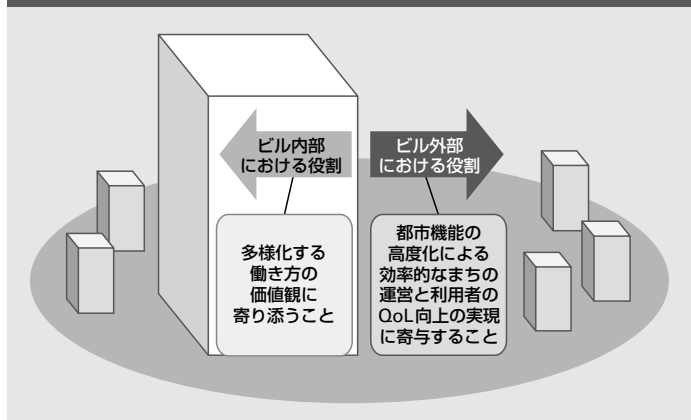 ビル内部
における役割
ビル外部
における役割
多様化する
働き方の
価値観に
寄り添うこと
都市機能の
高度化による
効率的なまちの
運営と利用者の
QoL向上の実現
に寄与すること